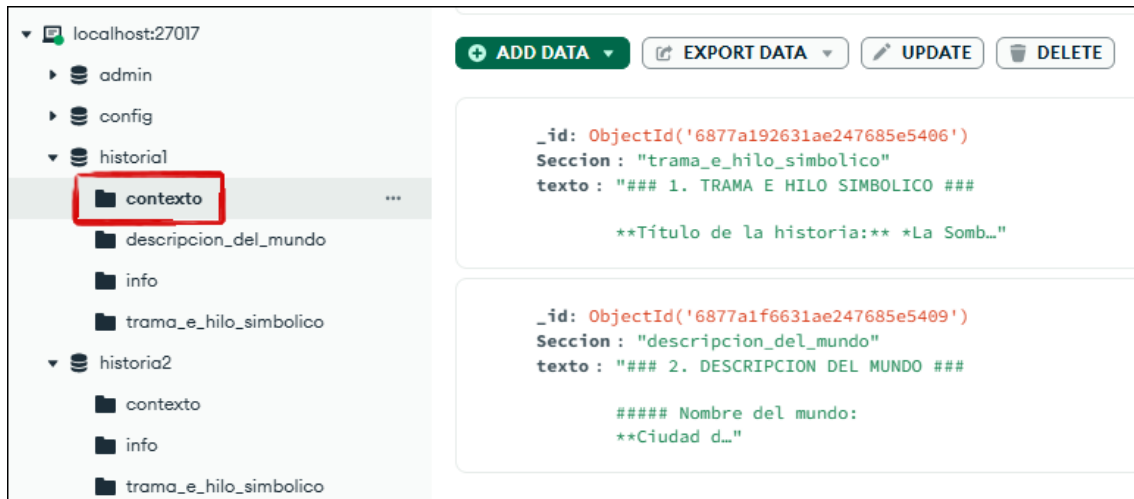 localhost:27017
admin
config
historia1
contexto
descripcion_del_mundo
info
trama_e_hilo_simbolico
historia2
contexto
info
trama_e_hilo_simbolico
ADD DATA EXPORT DATA UPDATE DELETE
_id: ObjectId('6877a192631ae247685e5406')
Seccion : "trama_e_hilo_simbolico"
texto : "### 1. TRAMA E HILO SIMBOLICO ###
**Título de la historia:** *La Somb…"
_id: ObjectId('6877a1f6631ae247685e5409')
Seccion : "descripcion_del_mundo"
texto : "### 2. DESCRIPCION DEL MUNDO ###
##### Nombre del mundo:
**Ciudad d…"